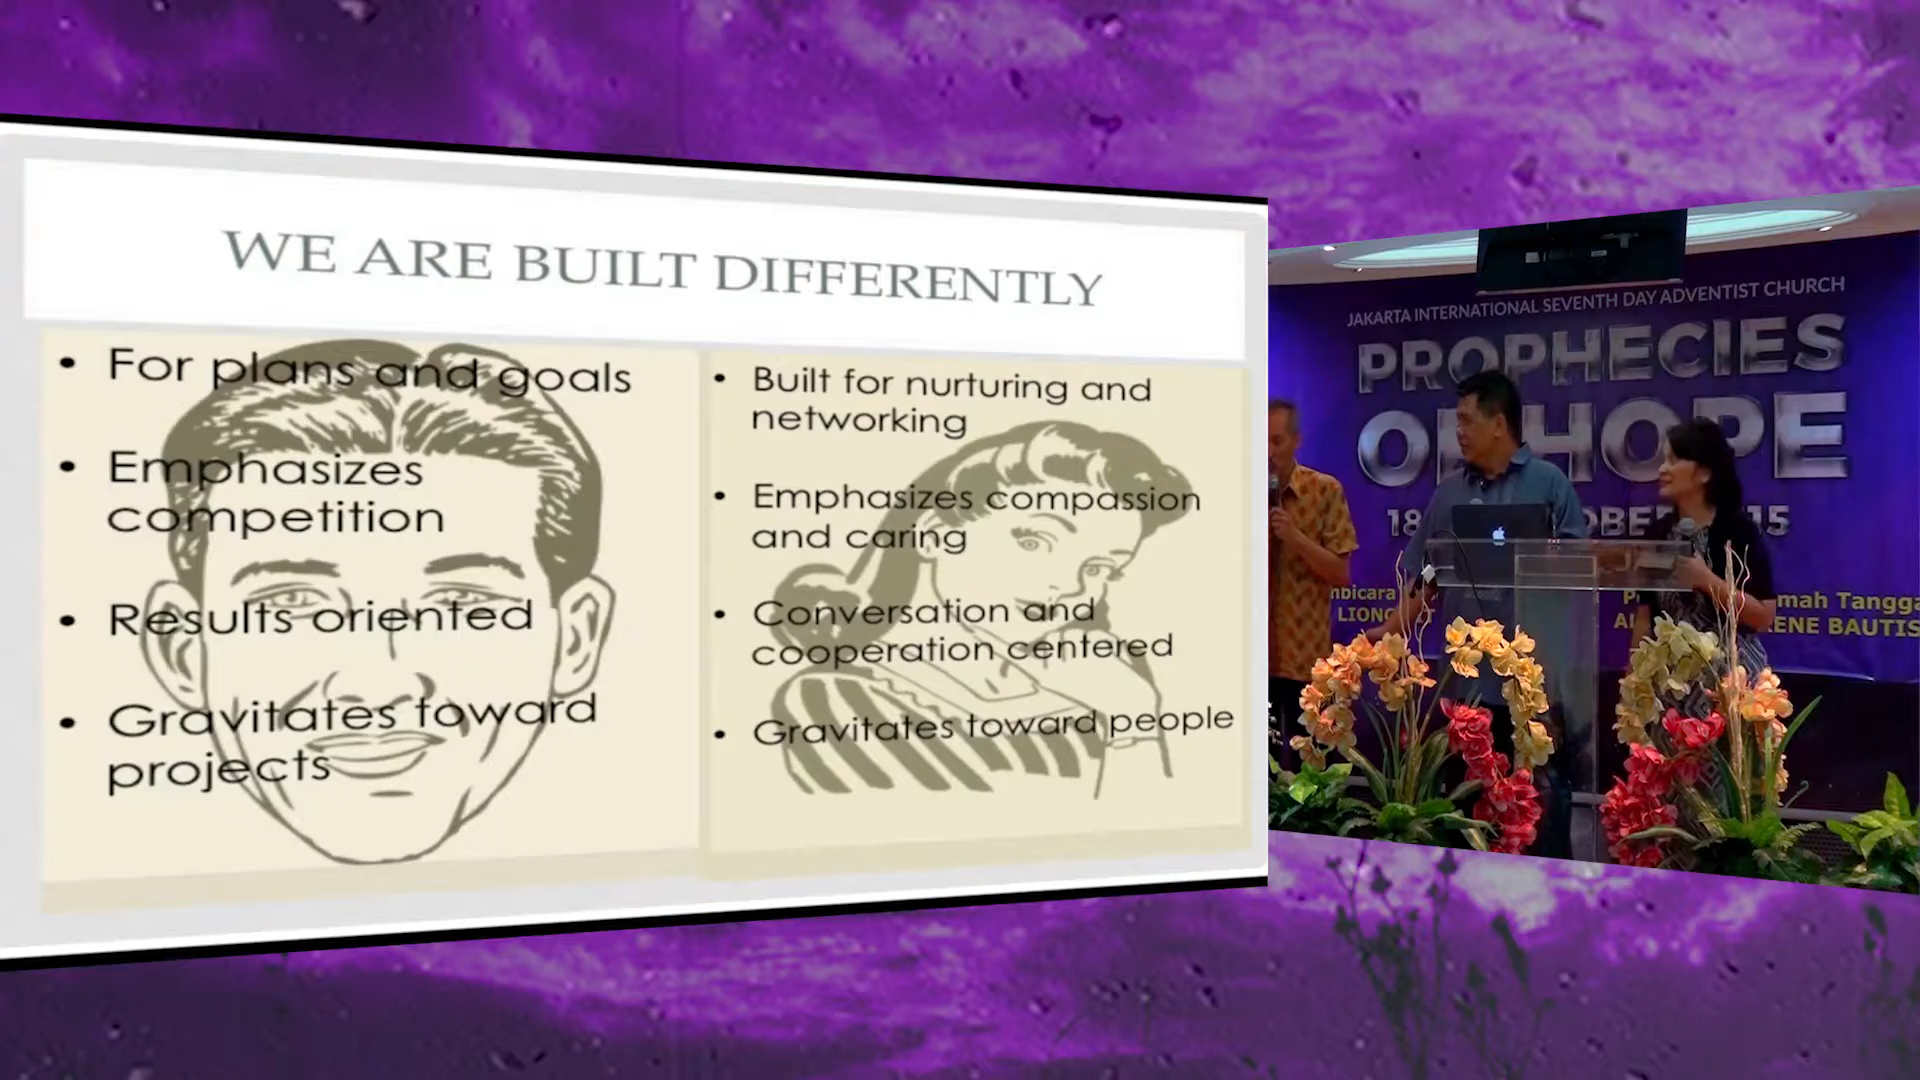 WE ARE BUILT DIFFERENTLY
• For plans and goals
• Emphasizes
competition
• Results oriented
• Gravitates toward
projects
• Built for nurturing and
networking
• Emphasizes compassion
and caring
• Conversation and
cooperation centered
• Gravitates toward people
JAKARTA INTERNATIONAL SEVENTH DAY ADVENTIST CHURCH
PROPHECIES
OF HOPE
18